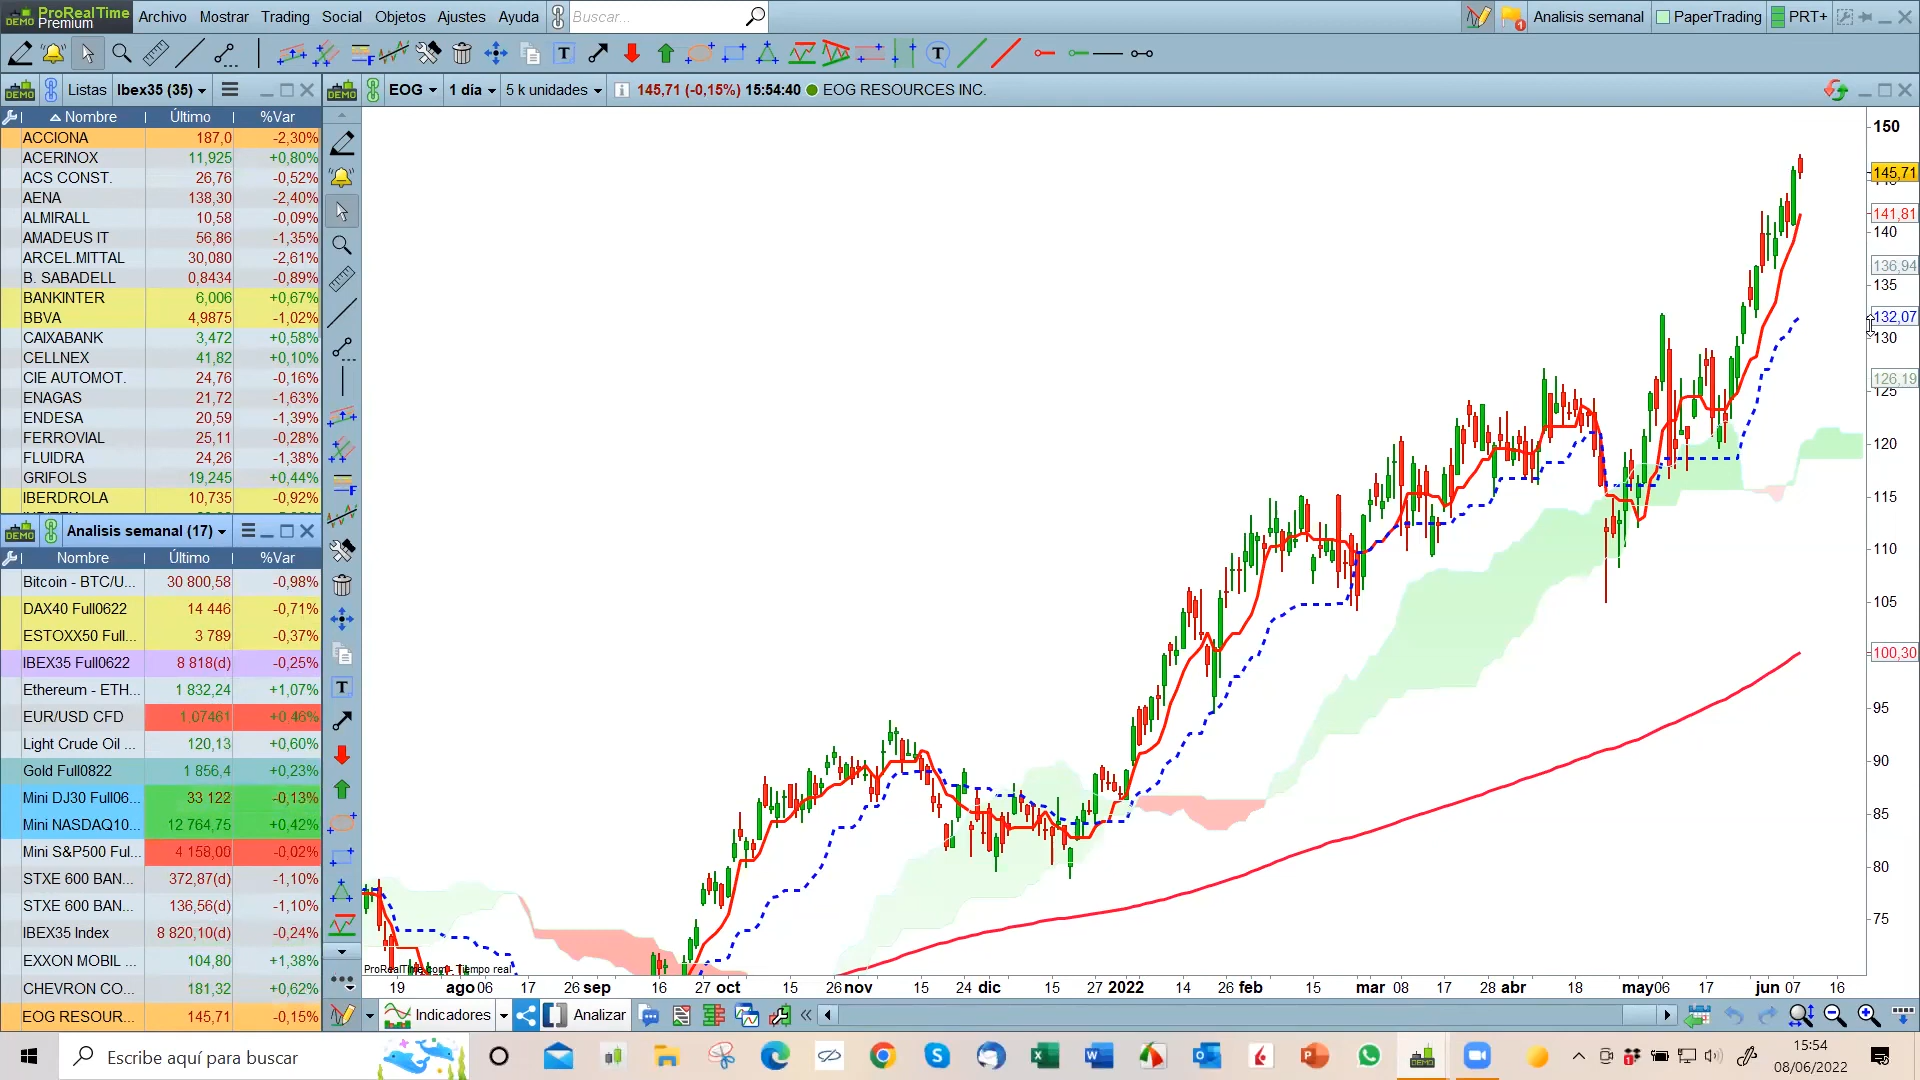 DEMO ProRealTime Premium Archivo Mostrar Trading Social Objetos Ajustes Ayuda Buscar... 1 Analisis semanal PaperTrading PRT+
DEMO Listas Ibex35 (35)
Nombre Último %Var
ACCIONA 187,0 -2,30%
ACERINOX 11,925 +0,80%
ACS CONST. 26,76 -0,52%
AENA 138,30 -2,40%
ALMIRALL 10,58 -0,09%
AMADEUS IT 56,86 -1,35%
ARCEL.MITTAL 30,080 -2,61%
B. SABADELL 0,8434 -0,89%
BANKINTER 6,006 +0,67%
BBVA 4,9875 -1,02%
CAIXABANK 3,472 +0,58%
CELLNEX 41,82 +0,10%
CIE AUTOMOT. 24,76 -0,16%
ENAGAS 21,72 -1,63%
ENDESA 20,59 -1,39%
FERROVIAL 25,11 -0,28%
FLUIDRA 24,26 -1,38%
GRIFOLS 19,245 +0,44%
IBERDROLA 10,735 -0,92%
DEMO Analisis semanal (17)
Nombre Último %Var
Bitcoin - BTC/U... 30 800,58 -0,98%
DAX40 Full0622 14 446 -0,71%
ESTOXX50 Full... 3 789 -0,37%
IBEX35 Full0622 8 818(d) -0,25%
Ethereum - ETH... 1 832,24 +1,07%
EUR/USD CFD 1,07461 +0,46%
Light Crude Oil ... 120,13 +0,60%
Gold Full0822 1 856,4 +0,23%
Mini DJ30 Full06... 33 122 -0,13%
Mini NASDAQ10... 12 764,75 +0,42%
Mini S&P500 Ful... 4 158,00 -0,02%
STXE 600 BAN... 372,87(d) -1,10%
STXE 600 BAN... 136,56(d) -1,10%
IBEX35 Index 8 820,10(d) -0,24%
EXXON MOBIL ... 104,80 +1,38%
CHEVRON CO... 181,32 +0,62%
EOG RESOUR... 145,71 -0,15%
DEMO EOG 1 día 5 k unidades 145,71 (-0,15%) 15:54:40 EOG RESOURCES INC.
150
145,71
141,81
140
136,94
135
132,07
130
126,19
125
120
115
110
105
100,30
95
90
85
80
75
ProRealTime.com - Tiempo real
19 ago 06 17 26 sep 16 27 oct 15 26 nov 15 24 dic 15 27 2022 14 26 feb 15 mar 08 17 28 abr 18 may 06 17 jun 07 16
Indicadores Analizar
Escribe aquí para buscar
15:54
08/06/2022